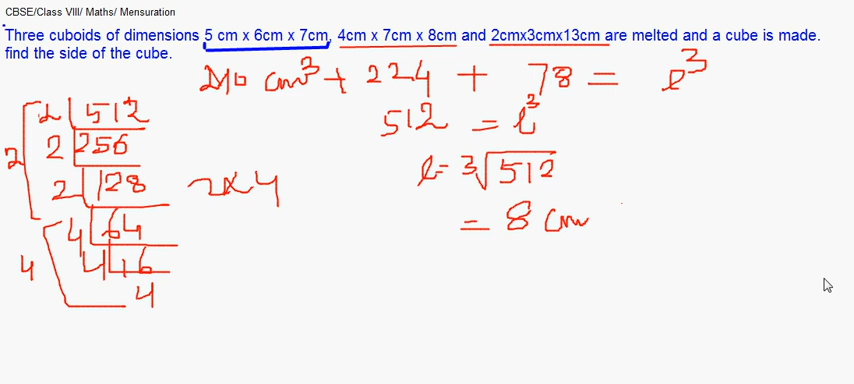 CBSE/Class VIII/ Maths/ Mensuration
Three cuboids of dimensions 5 cm x 6cm x 7cm, 4cm x 7cm x 8cm and 2cmx3cmx13cm are melted and a cube is made.
find the side of the cube.
210 cm³ + 224 + 78 = l³
512 = l³
l = ³√512
= 8 cm
2 | 512
2 | 256
2 | 128
4 | 64
4 | 16
4
2
4
2x4